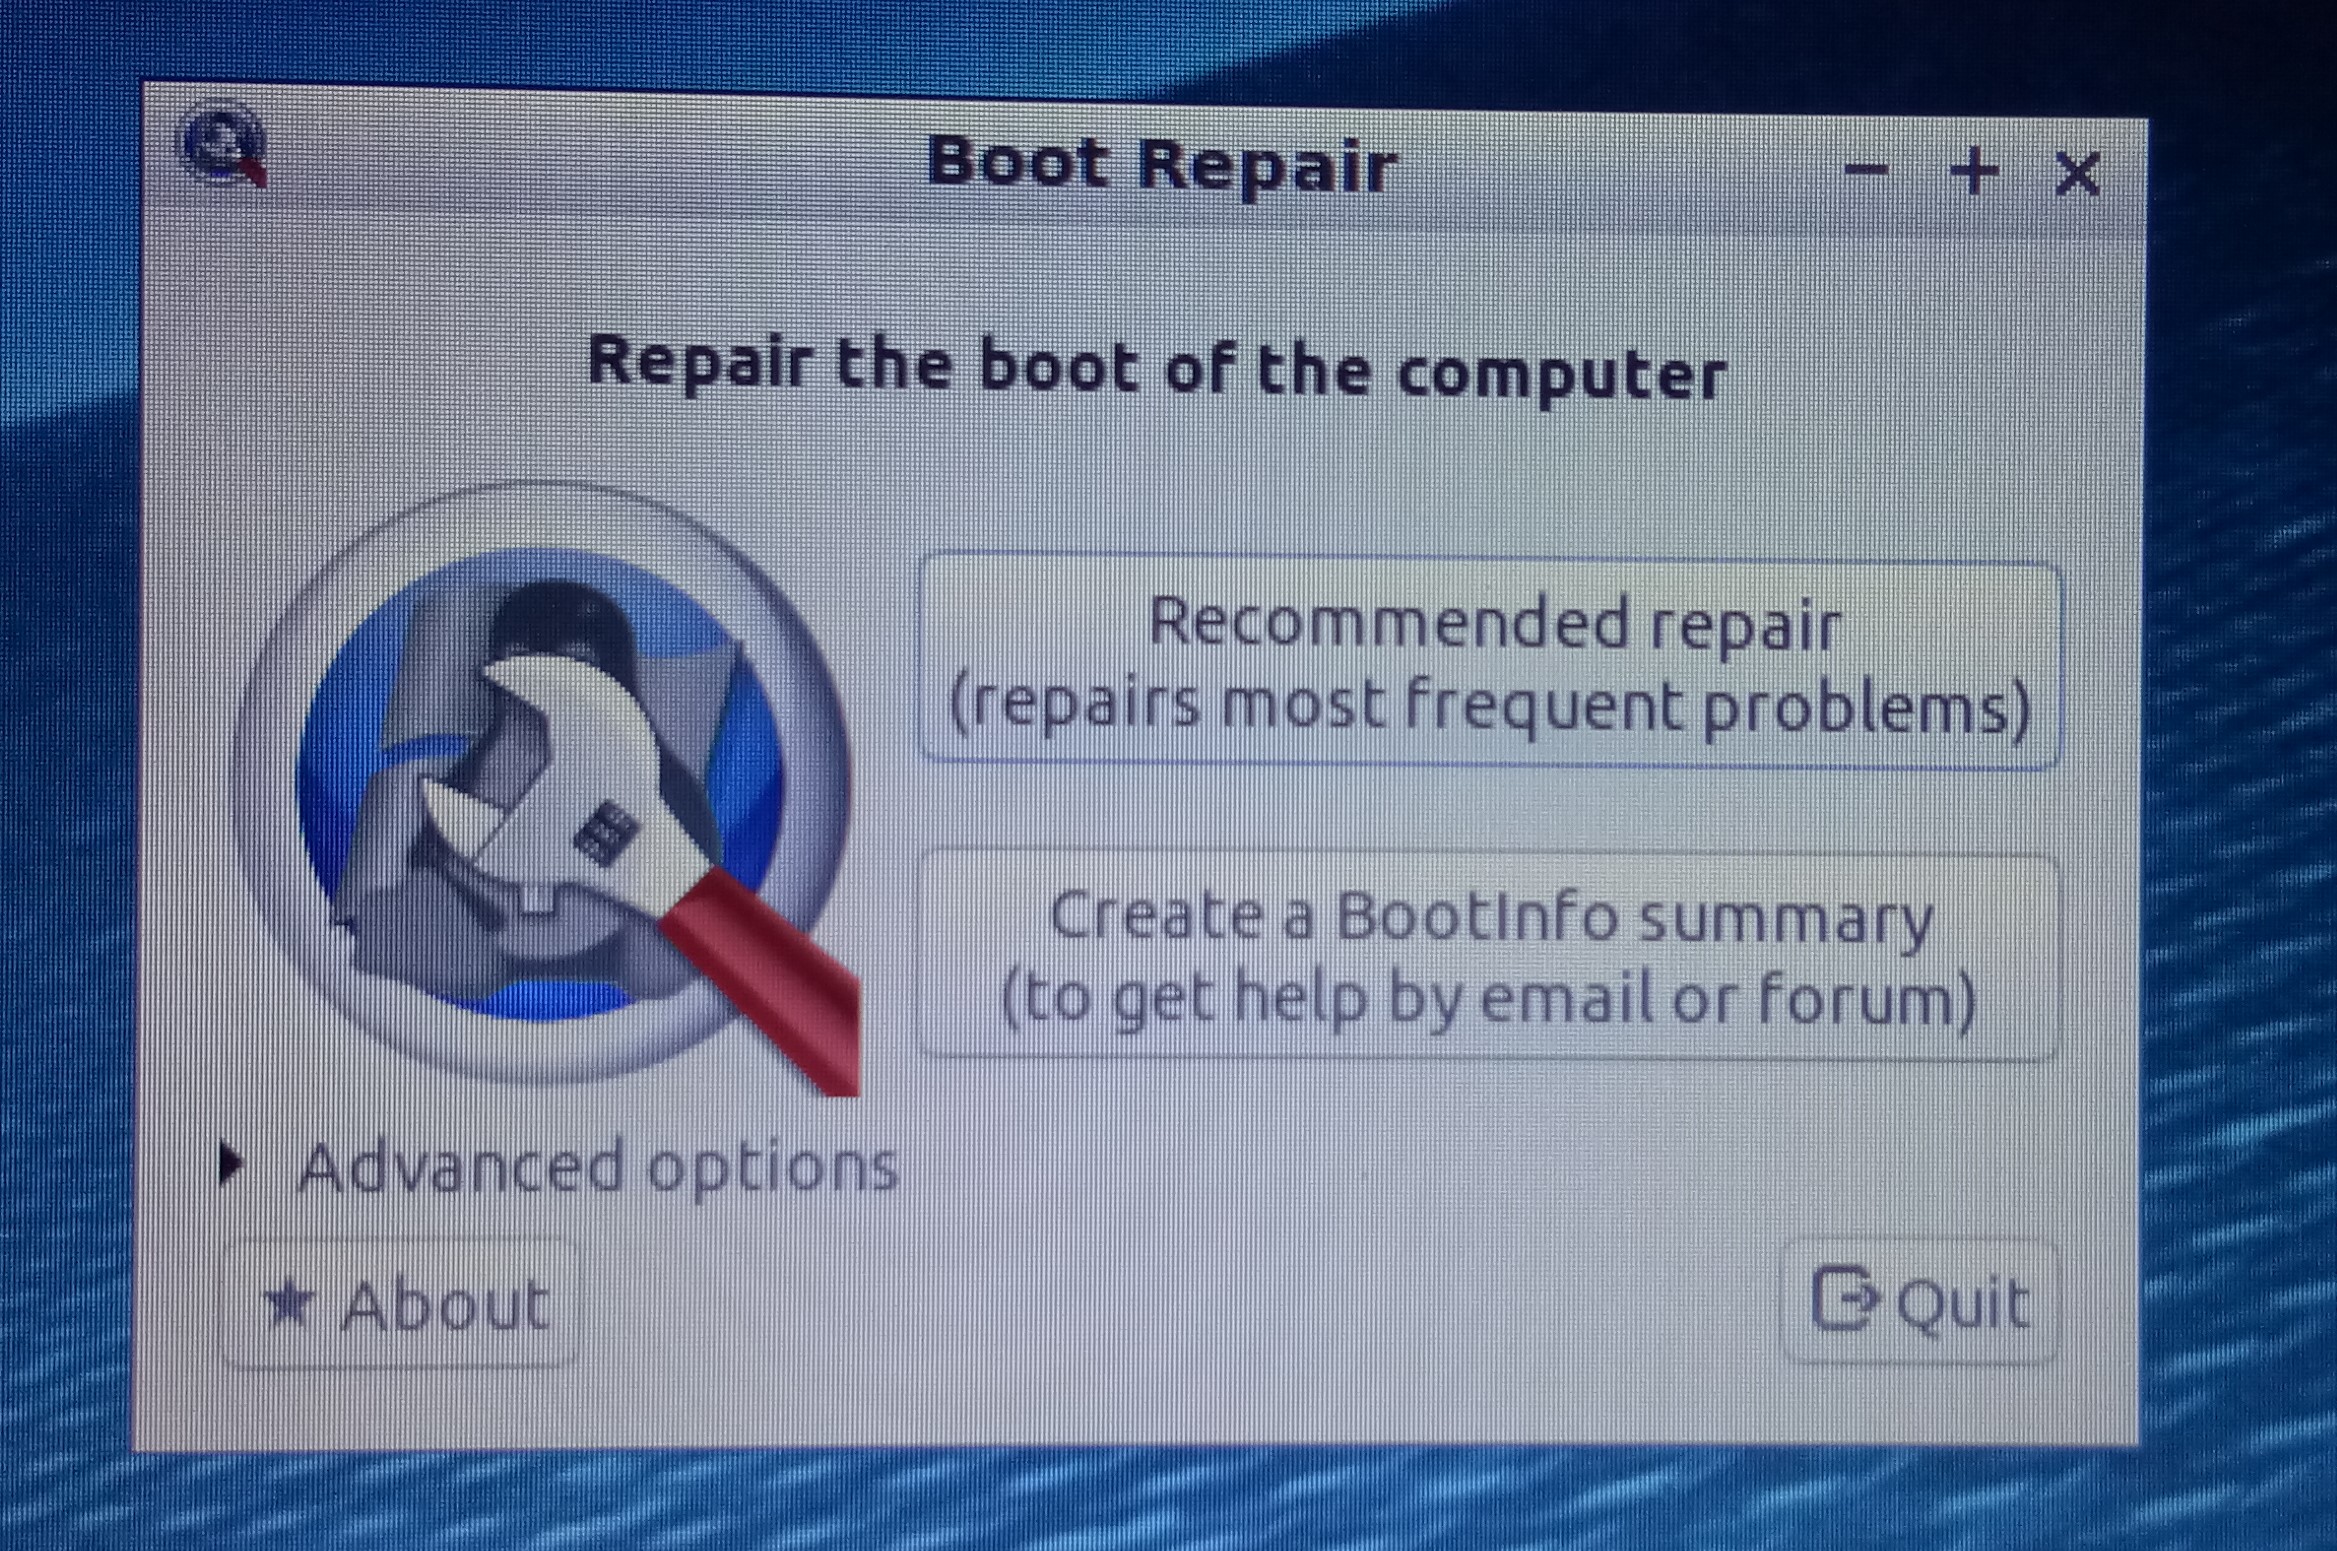 Boot Repair
Repair the boot of the computer
Recommended repair
(repairs most frequent problems)
Create a BootInfo summary
(to get help by email or forum)
Advanced options
About
Quit